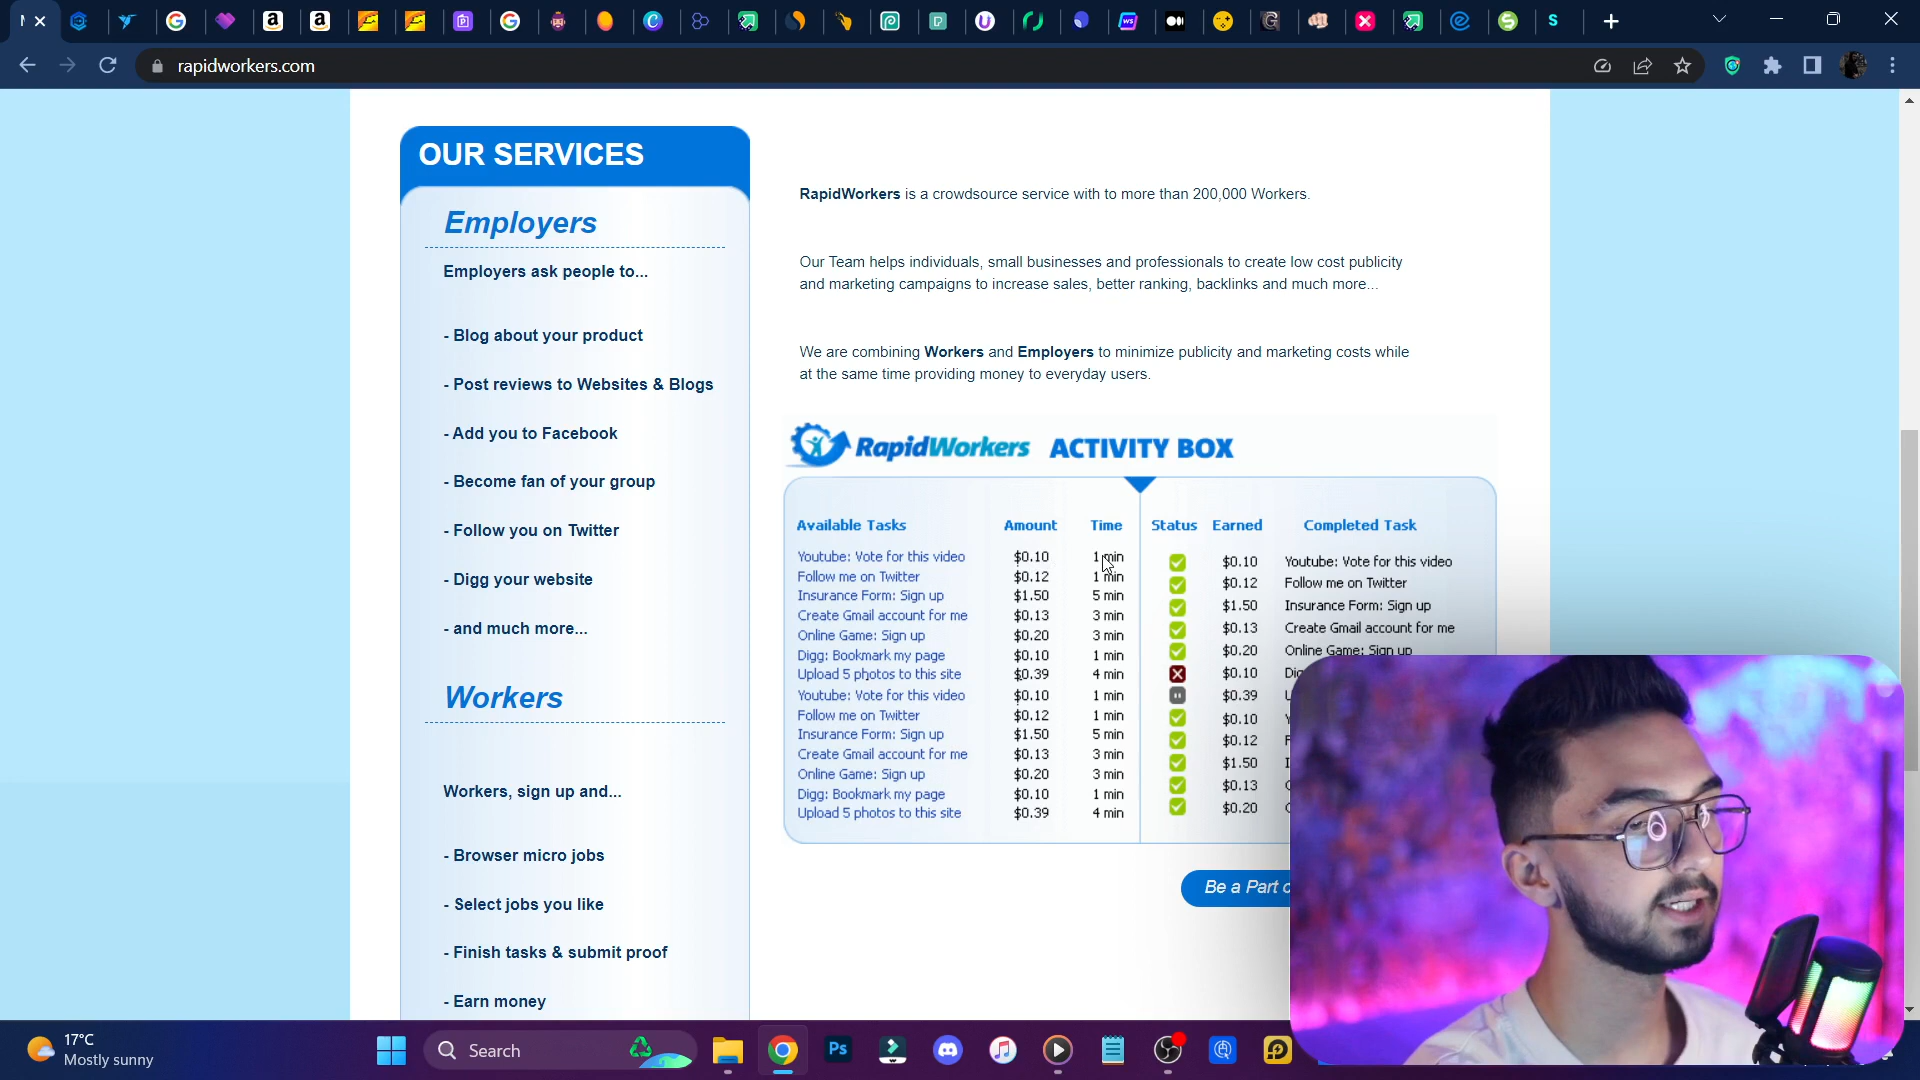 rapidworkers.com
OUR SERVICES
Employers
Employers ask people to...
- Blog about your product
- Post reviews to Websites & Blogs
- Add you to Facebook
- Become fan of your group
- Follow you on Twitter
- Digg your website
- and much more...
Workers
Workers, sign up and...
- Browser micro jobs
- Select jobs you like
- Finish tasks & submit proof
- Earn money
RapidWorkers is a crowdsource service with to more than 200,000 Workers.
Our Team helps individuals, small businesses and professionals to create low cost publicity
and marketing campaigns to increase sales, better ranking, backlinks and much more...
We are combining Workers and Employers to minimize publicity and marketing costs while
at the same time providing money to everyday users.
RapidWorkers ACTIVITY BOX
Available Tasks Amount Time Status Earned Completed Task
Youtube: Vote for this video $0.10 1 min $0.10 Youtube: Vote for this video
Follow me on Twitter $0.12 1 min $0.12 Follow me on Twitter
Insurance Form: Sign up $1.50 5 min $1.50 Insurance Form: Sign up
Create Gmail account for me $0.13 3 min $0.13 Create Gmail account for me
Online Game: Sign up $0.20 3 min $0.20 Online Game: Sign up
Digg: Bookmark my page $0.10 1 min $0.10
Upload 5 photos to this site $0.39 4 min $0.39
Youtube: Vote for this video $0.10 1 min $0.10
Follow me on Twitter $0.12 1 min $0.12
Insurance Form: Sign up $1.50 5 min $1.50
Create Gmail account for me $0.13 3 min $0.13
Online Game: Sign up $0.20 3 min $0.20
Digg: Bookmark my page $0.10 1 min
Upload 5 photos to this site $0.39 4 min
Be a Part
17°C
Mostly sunny
Search
Ps